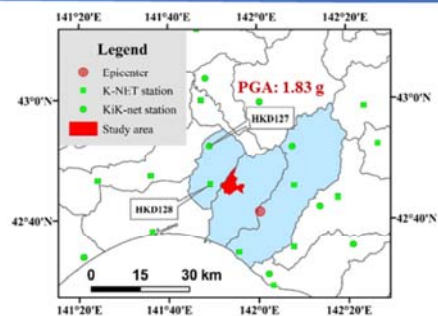 141°20'E 141°40'E 142°0'E 142°20'E
Legend
Epicenter
K-NET station
KiK-net station
Study area
PGA: 1.83 g
HKD127
HKD128
43°0'N 43°0'N
42°40'N 42°40'N
0 15 30 km
141°20'E 141°40'E 142°0'E 142°20'E